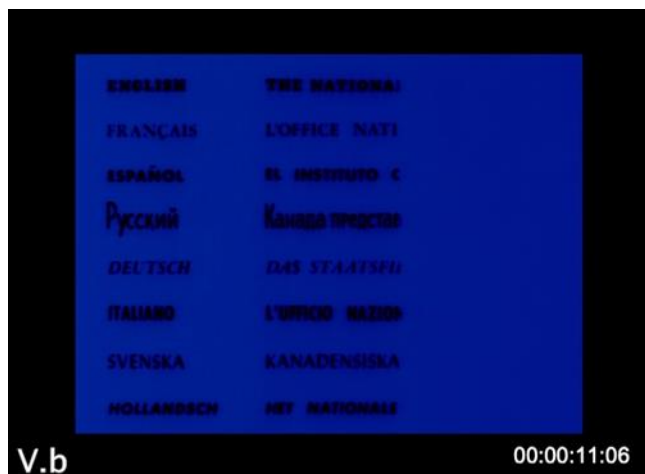 ENGLISH THE NATIONA
FRANÇAIS L'OFFICE NATI
ESPAÑOL EL INSTITUTO C
Русский Канада представ
DEUTSCH DAS STAATSFI
ITALIANO L'UFFICIO NAZION
SVENSKA KANADENSISKA
HOLLANDSCH HET NATIONALE
V.b 00:00:11:06